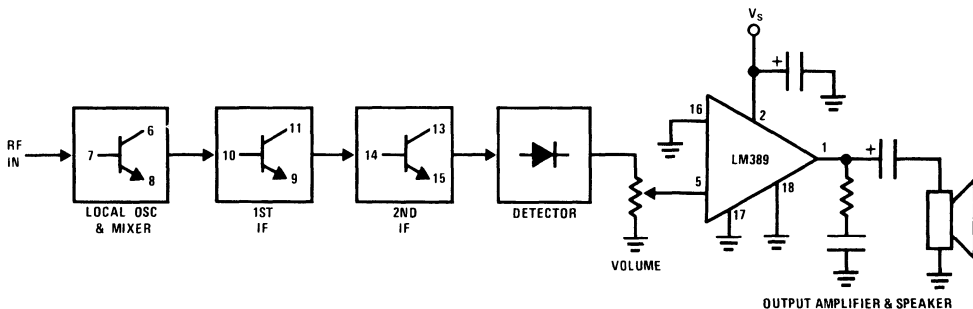 RF
IN
6
7
8
LOCAL OSC
& MIXER
11
10
9
1ST
IF
13
14
15
2ND
IF
DETECTOR
VOLUME
VS
+
16
2
LM389
5
17
18
1
+
OUTPUT AMPLIFIER & SPEAKER